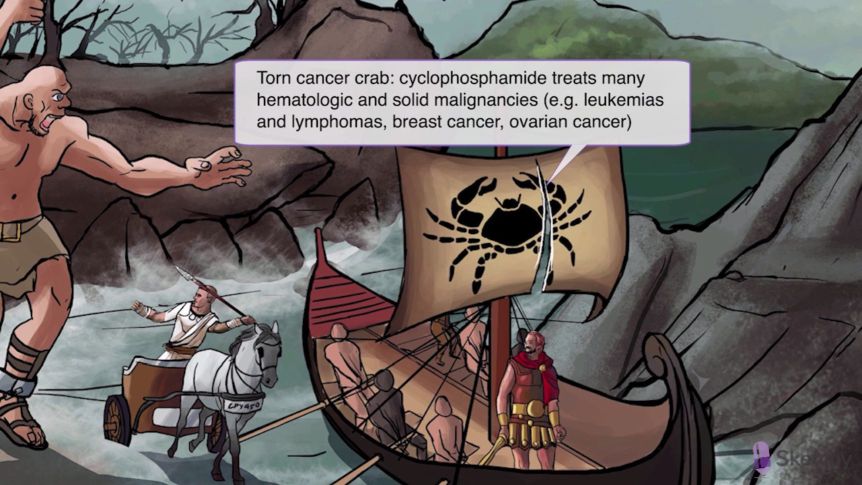 Torn cancer crab: cyclophosphamide treats many
hematologic and solid malignancies (e.g. leukemias
and lymphomas, breast cancer, ovarian cancer)